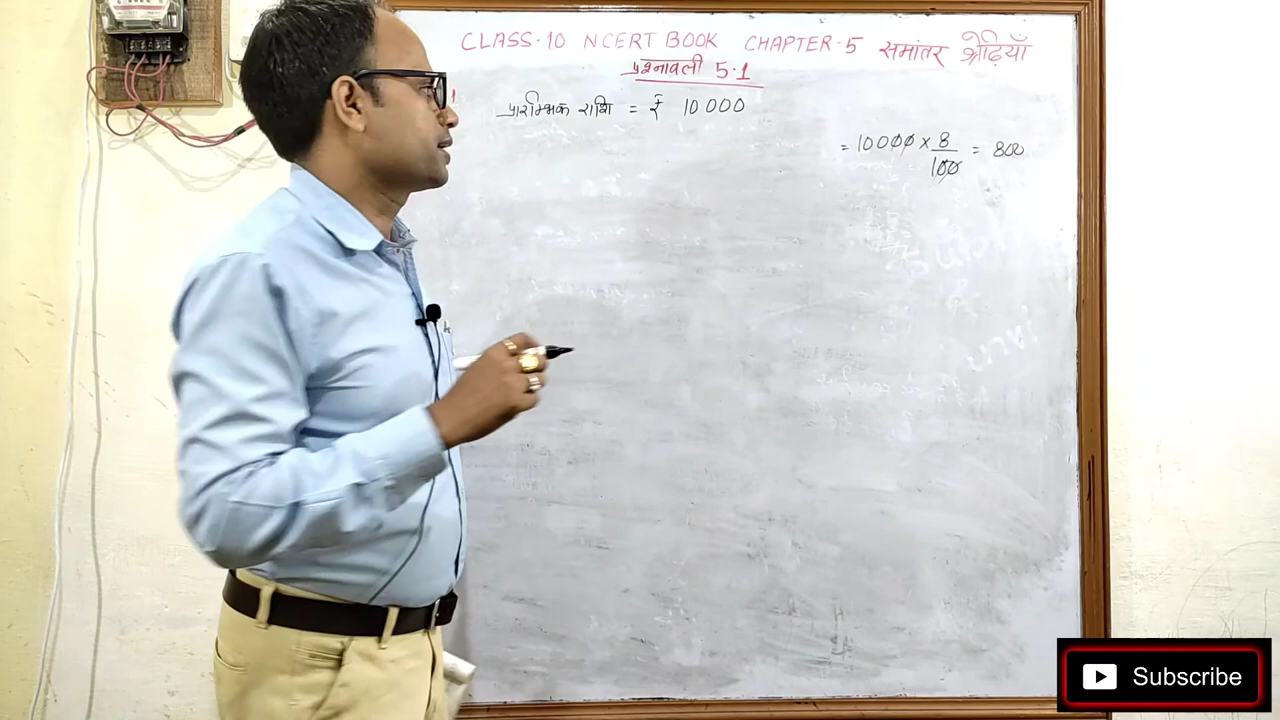 CLASS-10 NCERT BOOK CHAPTER-5 समांतर श्रेढ़ियाँ
प्रश्नावली 5.1
1 प्रारम्भिक राशि = ₹ 10000
= 10000 × 8/100 = 800
Subscribe